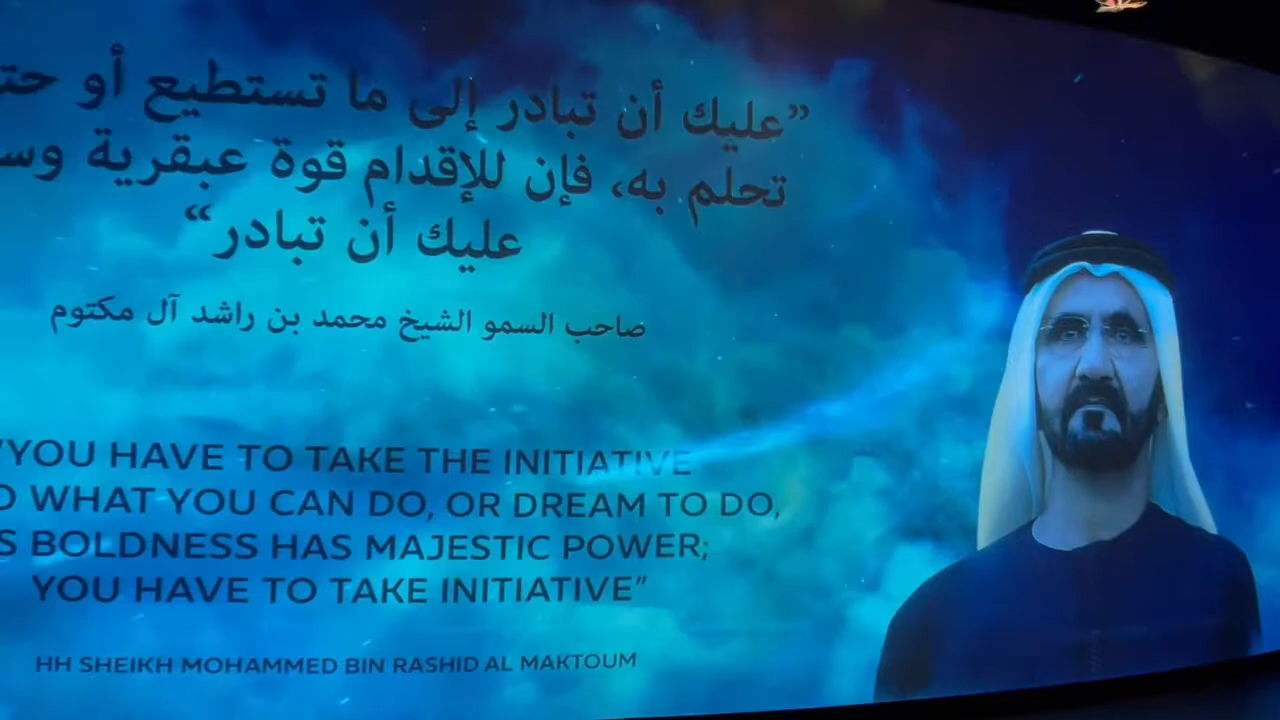 ”عليك أن تبادر إلى ما تستطيع أو
تحلم به، فإن للإقدام قوة عبقرية
عليك أن تبادر“
صاحب السمو الشيخ محمد بن راشد آل مكتوم
"YOU HAVE TO TAKE THE INITIATIVE
WHAT YOU CAN DO, OR DREAM TO DO,
BOLDNESS HAS MAJESTIC POWER;
YOU HAVE TO TAKE INITIATIVE”
HH SHEIKH MOHAMMED BIN RASHID AL MAKTOUM